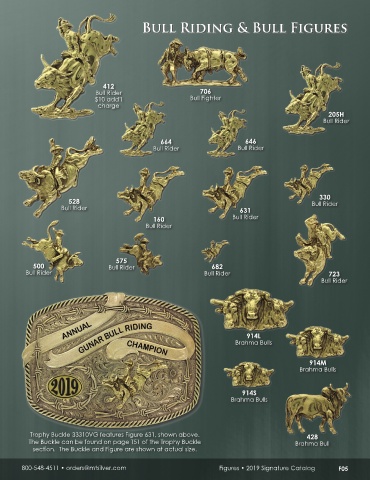 BULL RIDING & BULL FIGURES
412
Bull Rider
$10 add'l
charge
706
Bull Fighter
205H
Bull Rider
664
Bull Rider
646
Bull Rider
528
Bull Rider
160
Bull Rider
631
Bull Rider
330
Bull Rider
500
Bull Rider
575
Bull Rider
682
Bull Rider
723
Bull Rider
ANNUAL
GUNAR BULL RIDING
CHAMPION
2019
914L
Brahma Bulls
914M
Brahma Bulls
914S
Brahma Bulls
428
Brahma Bull
Trophy Buckle 33310VG features Figure 631, shown above.
The Buckle can be found on page 151 of the Trophy Buckle
section. The Buckle and Figure are shown at actual size.
800-548-4511 • orders@mtsilver.com
Figures • 2019 Signature Catalog F05